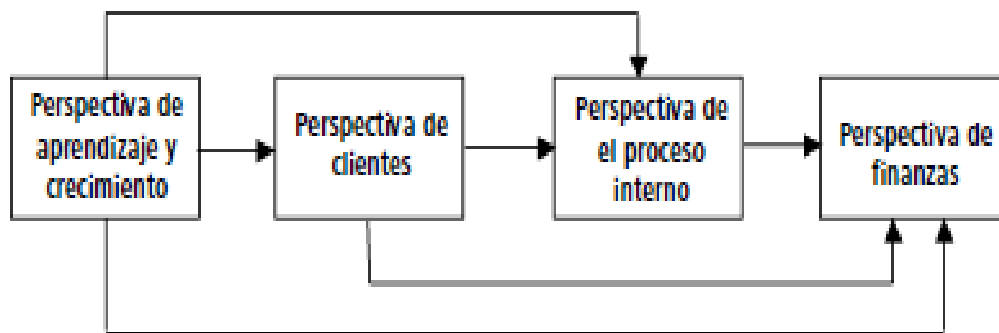 Perspectiva de
aprendizaje y
crecimiento
Perspectiva de
clientes
Perspectiva de
el proceso
interno
Perspectiva de
finanzas